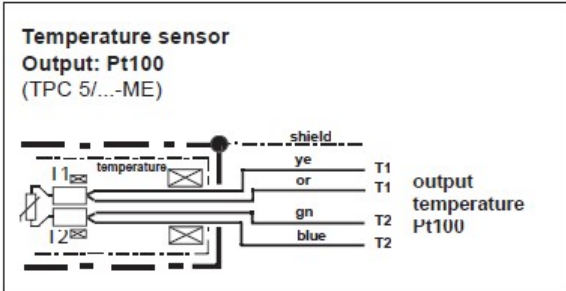 Temperature sensor
Output: Pt100
(TPC 5/...-ME)
shield
temperature
ye T1
T1
or T1
output
temperature
Pt100
gn T2
T2
blue T2